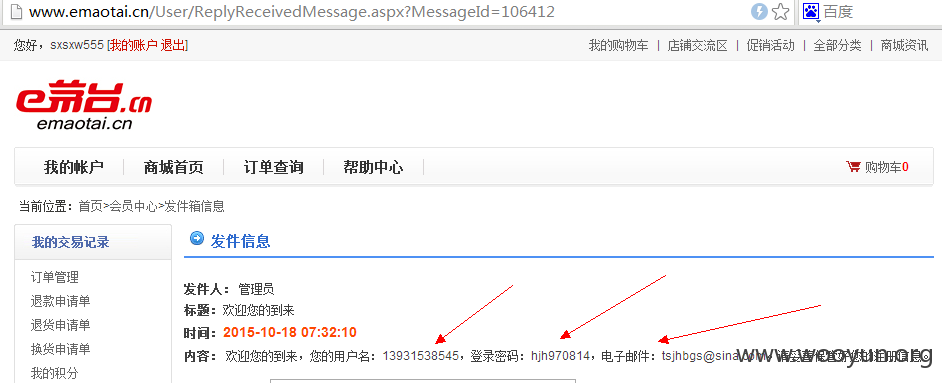 www.emaotai.cn/User/ReplyReceivedMessage.aspx?MessageId=106412 百度
您好，sxsxw555 [我的账户 退出] 我的购物车 | 店铺交流区 | 促销活动 | 全部分类 | 商城资讯
e茅台.cn
emaotai.cn
我的帐户 商城首页 订单查询 帮助中心 购物车0
当前位置：首页>会员中心>发件箱信息
我的交易记录 发件信息
订单管理
退款申请单
退货申请单
换货申请单
我的积分
发件人：管理员
标题：欢迎您的到来
时间：2015-10-18 07:32:10
内容：欢迎您的到来，您的用户名：13931538545，登录密码：hjh970814，电子邮件：tsjhbgs@sina.com
www.wooyun.org